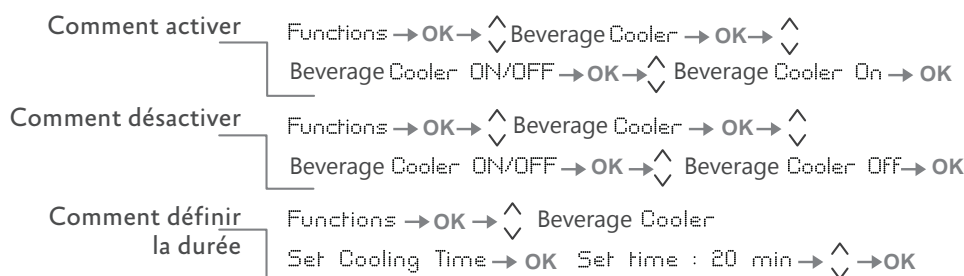 Comment activer
Functions → OK → Beverage Cooler → OK →
Beverage Cooler ON/OFF → OK → Beverage Cooler On → OK
Comment désactiver
Functions → OK → Beverage Cooler → OK →
Beverage Cooler ON/OFF → OK → Beverage Cooler Off → OK
Comment définir
la durée
Functions → OK → Beverage Cooler
Set Cooling Time → OK Set time : 20 min → → OK